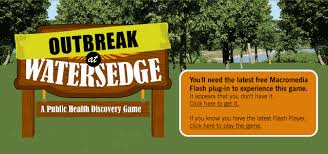 OUTBREAK
at
WATERSEDGE
A Public Health Discovery Game
You'll need the latest free Macromedia
Flash plug-in to experience this game.
It appears that you don't have it.
Click here to get it.
If you know you have the latest Flash Player,
click here to play the game.